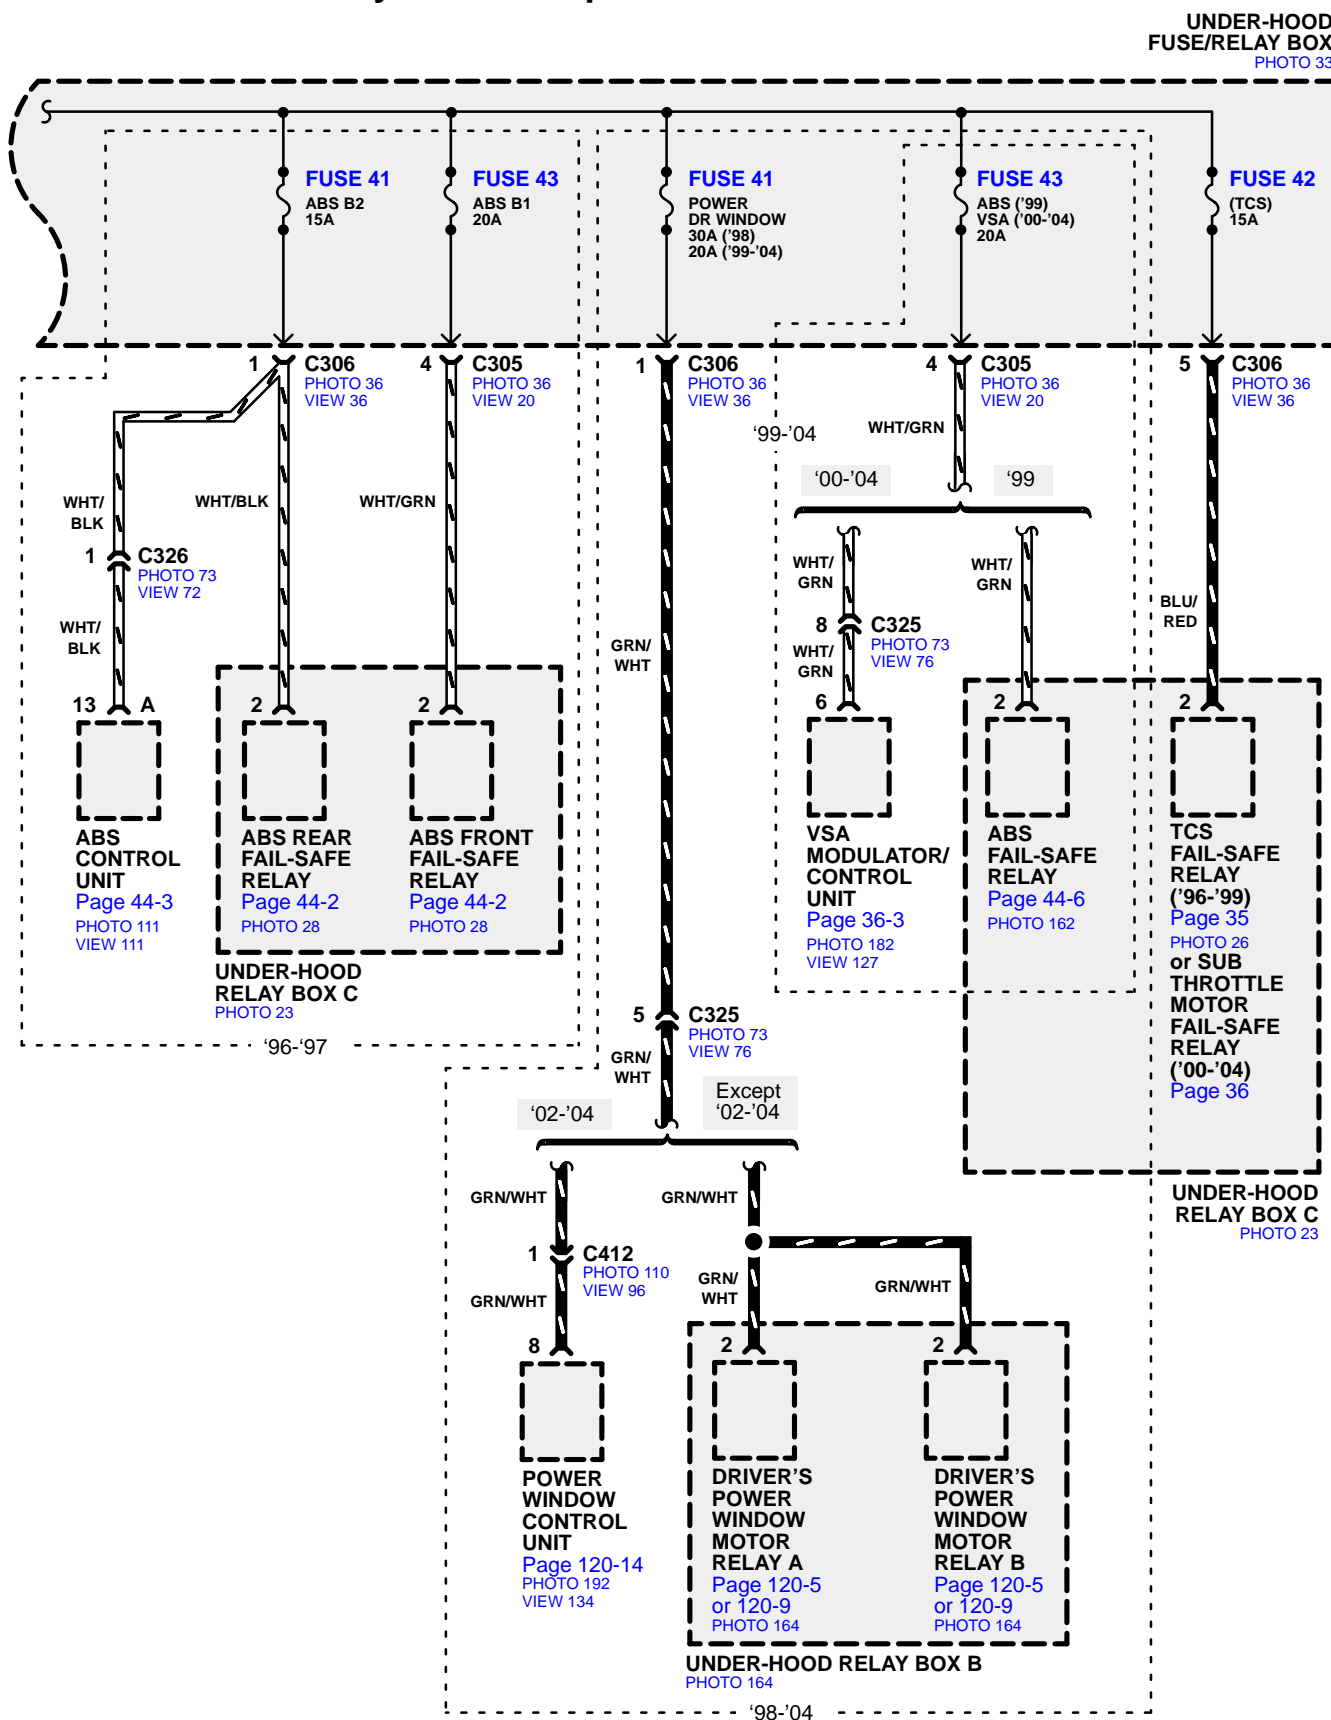 UNDER-HOOD
FUSE/RELAY BOX
PHOTO 33
FUSE 41
ABS B2
15A
FUSE 43
ABS B1
20A
FUSE 41
POWER
DR WINDOW
30A ('98)
20A ('99-'04)
FUSE 43
ABS ('99)
VSA ('00-'04)
20A
FUSE 42
(TCS)
15A
1
C306
PHOTO 36
VIEW 36
4
C305
PHOTO 36
VIEW 20
1
C306
PHOTO 36
VIEW 36
4
C305
PHOTO 36
VIEW 20
5
C306
PHOTO 36
VIEW 36
'99-'04
WHT/GRN
'00-'04
'99
WHT/
BLK
WHT/BLK
WHT/GRN
1
C326
PHOTO 73
VIEW 72
WHT/
BLK
GRN/
WHT
WHT/
GRN
8
C325
PHOTO 73
VIEW 76
WHT/
GRN
WHT/
GRN
BLU/
RED
13
A
2
2
6
2
2
ABS
CONTROL
UNIT
Page 44-3
PHOTO 111
VIEW 111
ABS REAR
FAIL-SAFE
RELAY
Page 44-2
PHOTO 28
ABS FRONT
FAIL-SAFE
RELAY
Page 44-2
PHOTO 28
UNDER-HOOD
RELAY BOX C
PHOTO 23
'96-'97
VSA
MODULATOR/
CONTROL
UNIT
Page 36-3
PHOTO 182
VIEW 127
ABS
FAIL-SAFE
RELAY
Page 44-6
PHOTO 162
TCS
FAIL-SAFE
RELAY
('96-'99)
Page 35
PHOTO 26
or SUB
THROTTLE
MOTOR
FAIL-SAFE
RELAY
('00-'04)
Page 36
UNDER-HOOD
RELAY BOX C
PHOTO 23
5
C325
PHOTO 73
VIEW 76
GRN/
WHT
'02-'04
Except
'02-'04
GRN/WHT
GRN/WHT
1
C412
PHOTO 110
VIEW 96
GRN/WHT
GRN/
WHT
GRN/WHT
8
2
2
POWER
WINDOW
CONTROL
UNIT
Page 120-14
PHOTO 192
VIEW 134
DRIVER'S
POWER
WINDOW
MOTOR
RELAY A
Page 120-5
or 120-9
PHOTO 164
DRIVER'S
POWER
WINDOW
MOTOR
RELAY B
Page 120-5
or 120-9
PHOTO 164
UNDER-HOOD RELAY BOX B
PHOTO 164
'98-'04